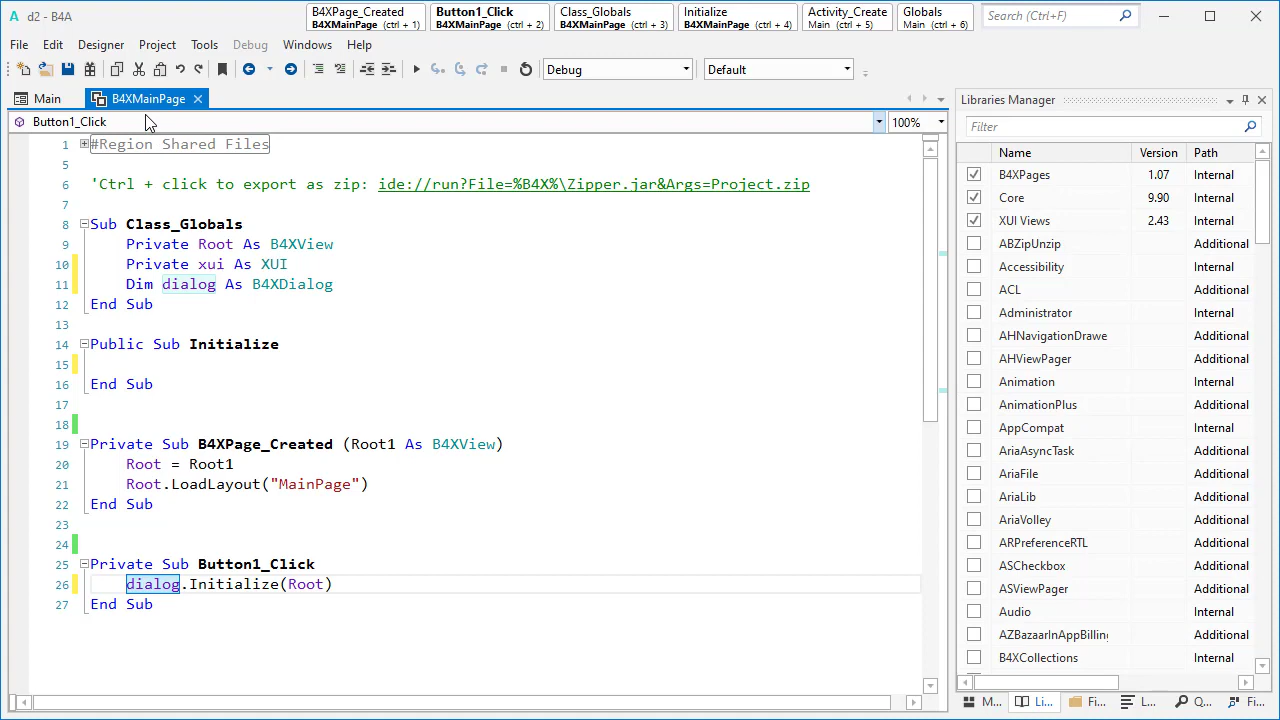 d2 - B4A
B4XPage_Created
B4XMainPage (ctrl + 1)
Button1_Click
B4XMainPage (ctrl + 2)
Class_Globals
B4XMainPage (ctrl + 3)
Initialize
B4XMainPage (ctrl + 4)
Activity_Create
Main (ctrl + 5)
Globals
Main (ctrl + 6)
Search (Ctrl+F)
File Edit Designer Project Tools Debug Windows Help
Debug
Default
Main
B4XMainPage
Button1_Click
100%
1 #Region Shared Files
5
6 'Ctrl + click to export as zip: ide://run?File=%B4X%\Zipper.jar&Args=Project.zip
7
8 Sub Class_Globals
9 Private Root As B4XView
10 Private xui As XUI
11 Dim dialog As B4XDialog
12 End Sub
13
14 Public Sub Initialize
15
16 End Sub
17
18
19 Private Sub B4XPage_Created (Root1 As B4XView)
20 Root = Root1
21 Root.LoadLayout("MainPage")
22 End Sub
23
24
25 Private Sub Button1_Click
26 dialog.Initialize(Root)
27 End Sub
Libraries Manager
Filter
Name Version Path
B4XPages 1.07 Internal
Core 9.90 Internal
XUI Views 2.43 Internal
ABZipUnzip Additional
Accessibility Internal
ACL Additional
Administrator Internal
AHNavigationDrawe Additional
AHViewPager Additional
Animation Internal
AnimationPlus Additional
AppCompat Internal
AriaAsyncTask Additional
AriaFile Additional
AriaLib Additional
AriaVolley Additional
ARPreferenceRTL Additional
ASCheckbox Additional
ASViewPager Additional
Audio Internal
AZBazaarInAppBilling Additional
B4XCollections Internal
M... Li... Fi... L... Q... Fi...